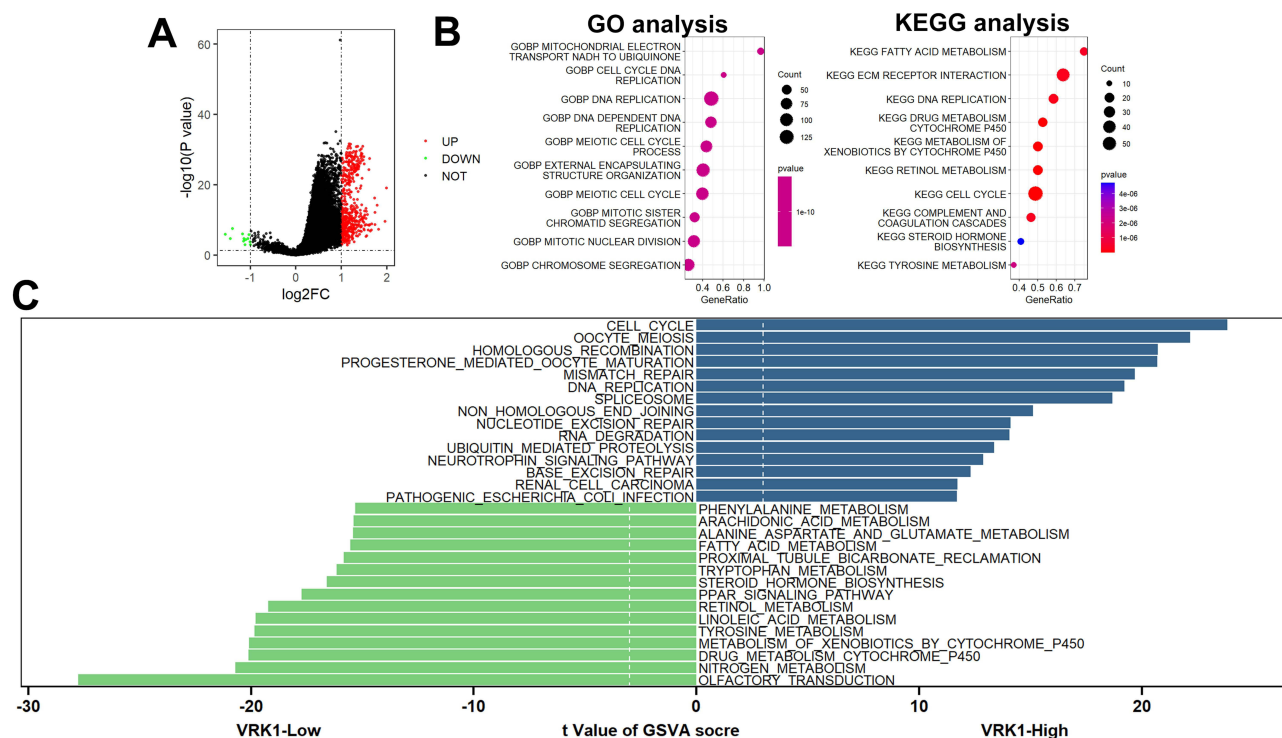 A
-log10(P value)
60
40
20
0
-2
-1
0
1
2
log2FC
UP
DOWN
NOT
B
GO analysis
GOBP MITOCHONDRIAL ELECTRON
TRANSPORT NADH TO UBIQUINONE
GOBP CELL CYCLE DNA
REPLICATION
GOBP DNA REPLICATION
GOBP DNA DEPENDENT DNA
REPLICATION
GOBP MEIOTIC CELL CYCLE
PROCESS
GOBP EXTERNAL ENCAPSULATING
STRUCTURE ORGANIZATION
GOBP MEIOTIC CELL CYCLE
GOBP MITOTIC SISTER
CHROMATID SEGREGATION
GOBP MITOTIC NUCLEAR DIVISION
GOBP CHROMOSOME SEGREGATION
0.4 0.6 0.8 1.0
GeneRatio
Count
50
75
100
125
pvalue
1e-10
KEGG analysis
KEGG FATTY ACID METABOLISM
KEGG ECM RECEPTOR INTERACTION
KEGG DNA REPLICATION
KEGG DRUG METABOLISM
CYTOCHROME P450
KEGG METABOLISM OF
XENOBIOTICS BY CYTOCHROME P450
KEGG RETINOL METABOLISM
KEGG CELL CYCLE
KEGG COMPLEMENT AND
COAGULATION CASCADES
KEGG STEROID HORMONE
BIOSYNTHESIS
KEGG TYROSINE METABOLISM
0.4 0.5 0.6 0.7
GeneRatio
Count
10
20
30
40
50
pvalue
4e-06
3e-06
2e-06
1e-06
C
CELL_CYCLE
OOCYTE_MEIOSIS
HOMOLOGOUS_RECOMBINATION
PROGESTERONE_MEDIATED_OOCYTE_MATURATION
MISMATCH_REPAIR
DNA_REPLICATION
SPLICEOSOME
NON_HOMOLOGOUS_END_JOINING
NUCLEOTIDE_EXCISION_REPAIR
RNA_DEGRADATION
UBIQUITIN_MEDIATED_PROTEOLYSIS
NEUROTROPHIN_SIGNALING_PATHWAY
BASE_EXCISION_REPAIR
RENAL_CELL_CARCINOMA
PATHOGENIC_ESCHERICHIA_COLI_INFECTION
PHENYLALANINE_METABOLISM
ARACHIDONIC_ACID_METABOLISM
ALANINE_ASPARTATE_AND_GLUTAMATE_METABOLISM
FATTY_ACID_METABOLISM
PROXIMAL_TUBULE_BICARBONATE_RECLAMATION
TRYPTOPHAN_METABOLISM
STEROID_HORMONE_BIOSYNTHESIS
PPAR_SIGNALING_PATHWAY
RETINOL_METABOLISM
LINOLEIC_ACID_METABOLISM
TYROSINE_METABOLISM
METABOLISM_OF_XENOBIOTICS_BY_CYTOCHROME_P450
DRUG_METABOLISM_CYTOCHROME_P450
NITROGEN_METABOLISM
OLFACTORY_TRANSDUCTION
-30 -20 -10 0 10 20
VRK1-Low t Value of GSVA socre VRK1-High